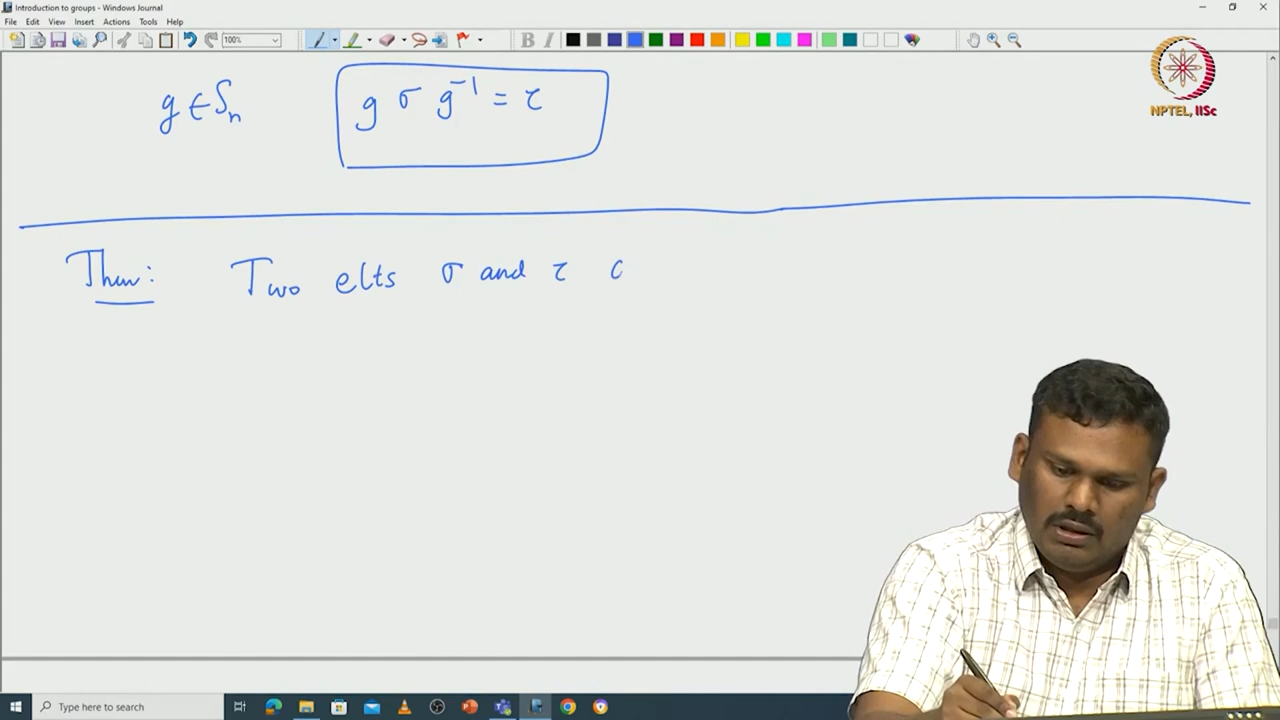 Introduction to groups - Windows Journal
File Edit View Insert Actions Tools Help
100%
B I
NPTEL, IISc
g ∈ Sₙ g σ g⁻¹ = τ
Thm: Two elts σ and τ
Type here to search